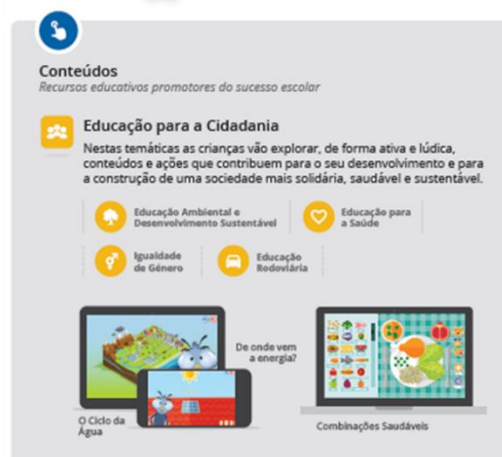 Conteúdos
Recursos educativos promotores do sucesso escolar
Educação para a Cidadania
Nestas temáticas as crianças vão explorar, de forma ativa e lúdica,
conteúdos e ações que contribuem para o seu desenvolvimento e para
a construção de uma sociedade mais solidária, saudável e sustentável.
Educação Ambiental e
Desenvolvimento Sustentável
Educação para
a Saúde
Igualdade
de Género
Educação
Rodoviária
De onde vem
a energia?
O Ciclo da
Água
Combinações Saudáveis